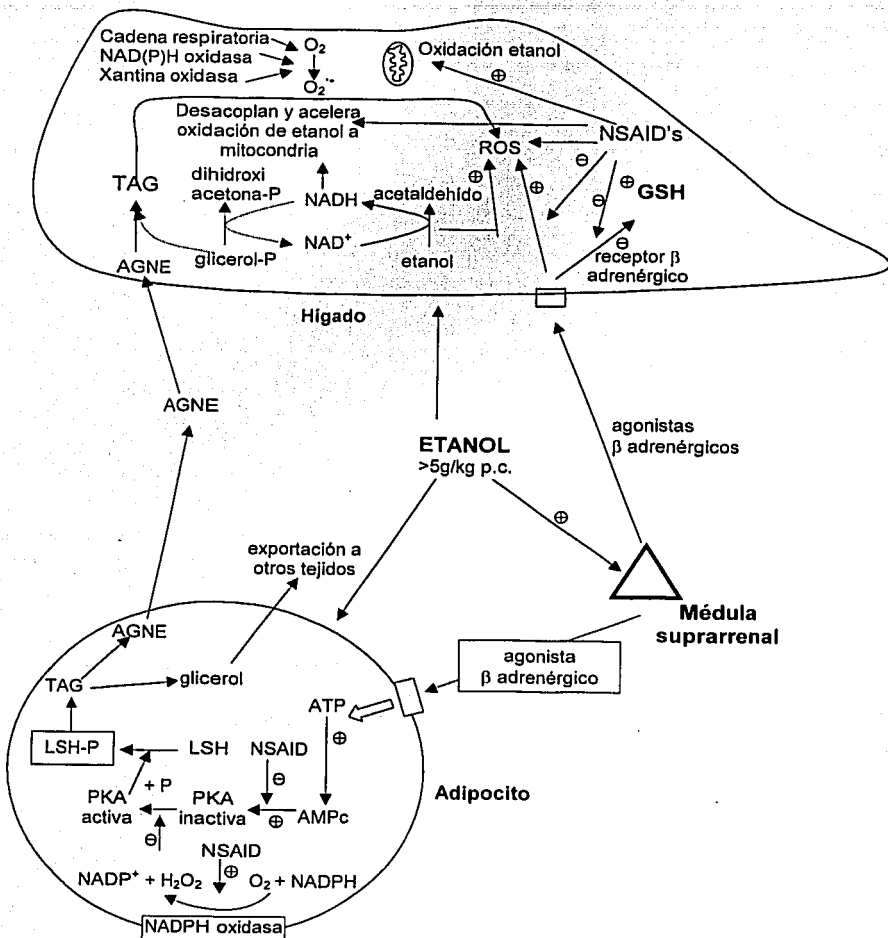 Cadena respiratoria
NAD(P)H oxidasa
Xantina oxidasa
O₂
O₂·-
Oxidación etanol
⊕
Desacoplan y acelera
oxidación de etanol a
mitocondria
NSAID's
ROS
⊖
⊕
⊕
⊖
⊕
GSH
⊖
TAG
dihidroxi
acetona-P
NADH
acetaldehído
NAD⁺
glicerol-P
etanol
AGNE
receptor β
adrenérgico
Hígado
AGNE
agonistas
β adrenérgicos
ETANOL
>5g/kg p.c.
⊕
exportación a
otros tejidos
Médula
suprarrenal
AGNE
TAG
glicerol
agonista
β adrenérgico
ATP
⊕
LSH-P
LSH
NSAID
⊖
+ P
PKA
activa
PKA
inactiva
⊕
AMPc
Adipocito
⊖
NSAID
⊕
NADP⁺ + H₂O₂
O₂ + NADPH
NADPH oxidasa